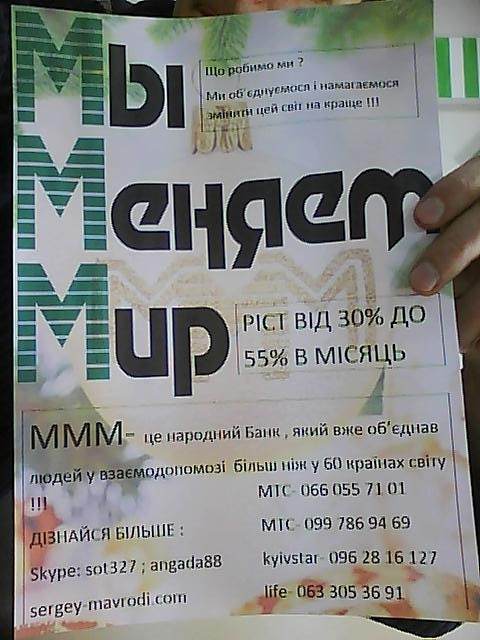 Мы
Що робимо ми ?
Ми об'єднуємося і намагаємося
змінити цей світ на краще !!!
Меняем
Мир
РІСТ ВІД 30% ДО
55% В МІСЯЦЬ
МММ- це народний Банк , який вже об'єднав
людей у взаємодопомозі більш ніж у 60 країнах світу
!!!
МТС- 066 055 71 01
ДІЗНАЙСЯ БІЛЬШЕ :
МТС- 099 786 94 69
Skype: sot327 ; angada88
kyivstar- 096 28 16 127
sergey-mavrodi.com
life- 063 305 36 91